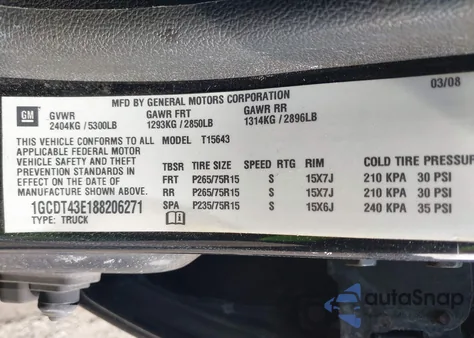 03/08
MFD BY GENERAL MOTORS CORPORATION
GM GVWR GAWR FRT GAWR RR
2404KG / 5300LB 1293KG / 2850LB 1314KG / 2896LB
THIS VEHICLE CONFORMS TO ALL MODEL T15643
APPLICABLE FEDERAL MOTOR
VEHICLE SAFETY AND THEFT
PREVENTION STANDARDS IN
EFFECT ON THE DATE OF
MANUFACTURE SHOWN ABOVE.
TBSR TIRE SIZE SPEED RTG RIM COLD TIRE PRESSUR
FRT P265/75R15 S 15X7J 210 KPA 30 PSI
RR P265/75R15 S 15X7J 210 KPA 30 PSI
SPA P235/75R15 S 15X6J 240 KPA 35 PSI
1GCDT43E188206271
TYPE: TRUCK
autoSnap